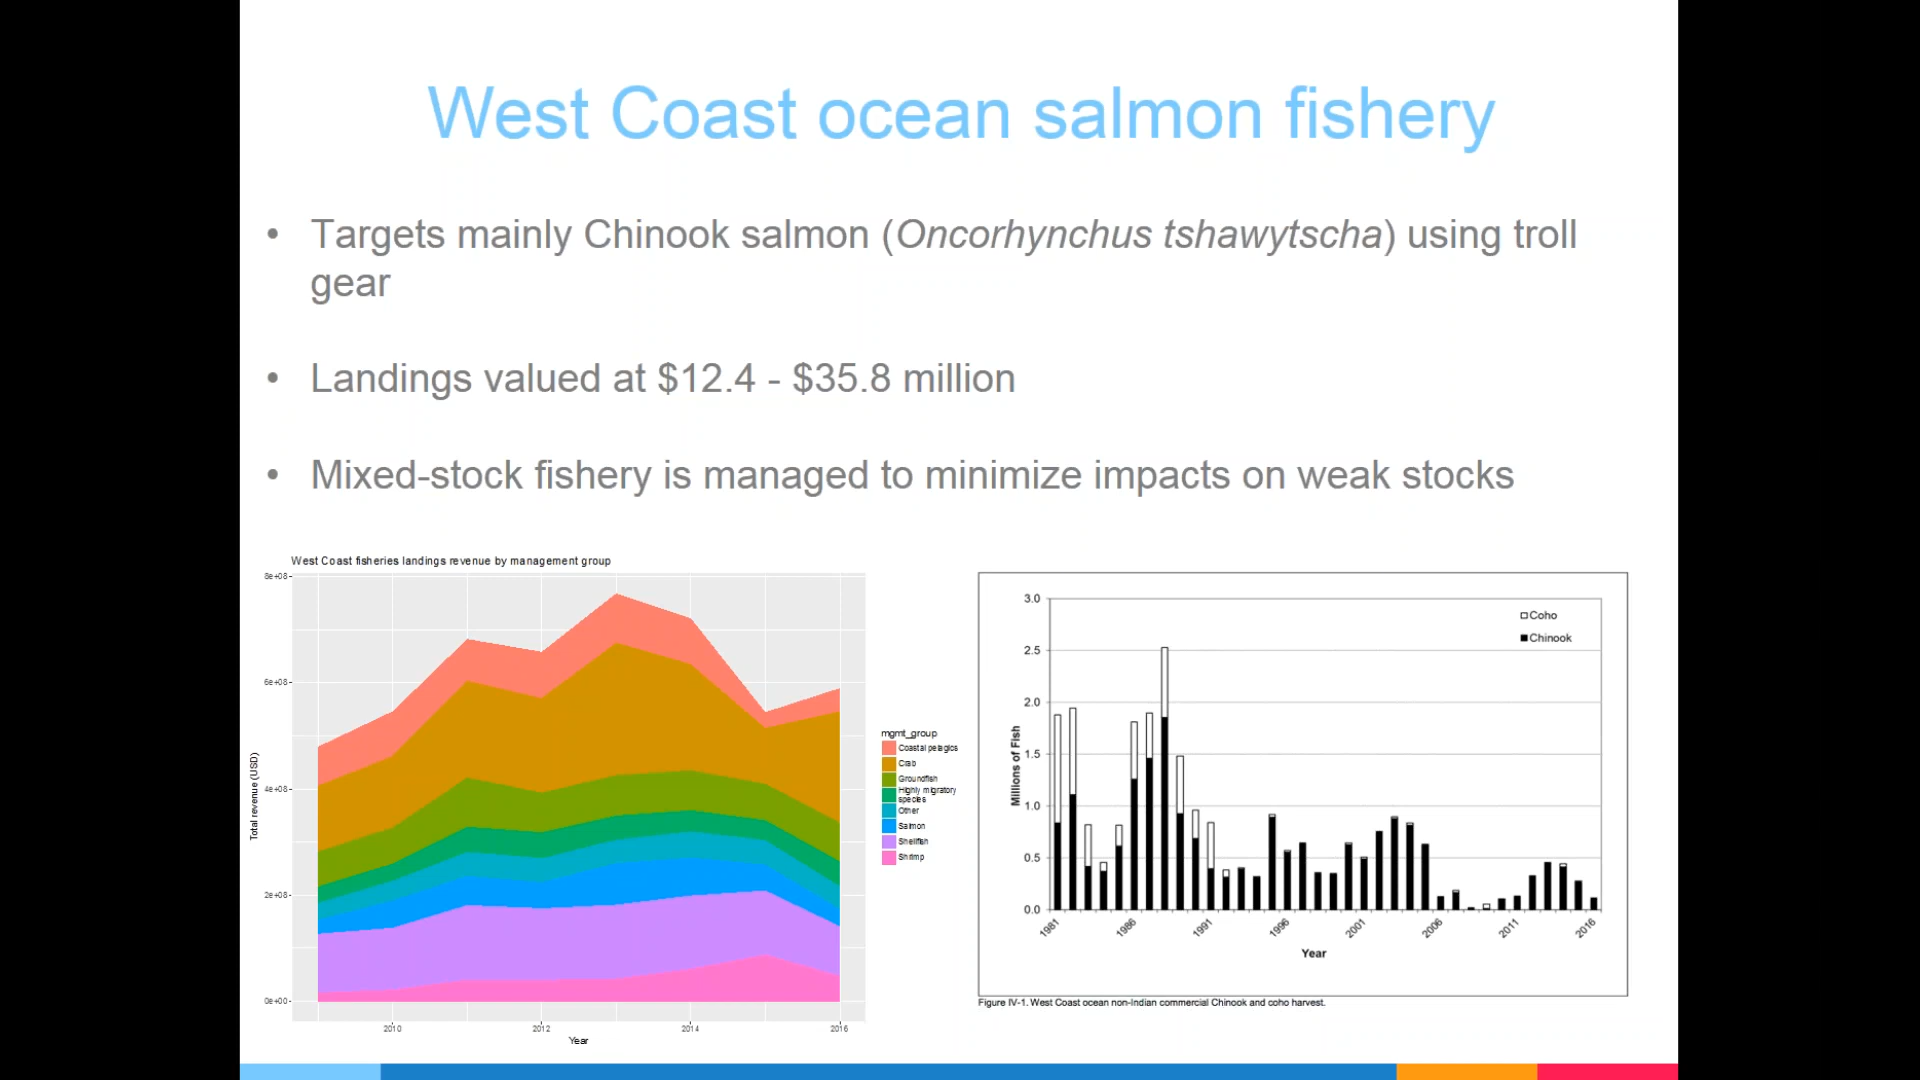 West Coast ocean salmon fishery
• Targets mainly Chinook salmon (Oncorhynchus tshawytscha) using troll
gear
• Landings valued at $12.4 - $35.8 million
• Mixed-stock fishery is managed to minimize impacts on weak stocks
West Coast fisheries landings revenue by management group
8e+08
6e+08
4e+08
2e+08
0e+00
Total revenue (USD)
2010 2012 2014 2016
Year
mgmt_group
Coastal pelagics
Crab
Groundfish
Highly migratory
species
Other
Salmon
Shellfish
Shrimp
3.0
2.5
2.0
1.5
1.0
0.5
0.0
Millions of Fish
Coho
Chinook
1981 1986 1991 1996 2001 2006 2011 2016
Year
Figure IV-1. West Coast ocean non-Indian commercial Chinook and coho harvest.